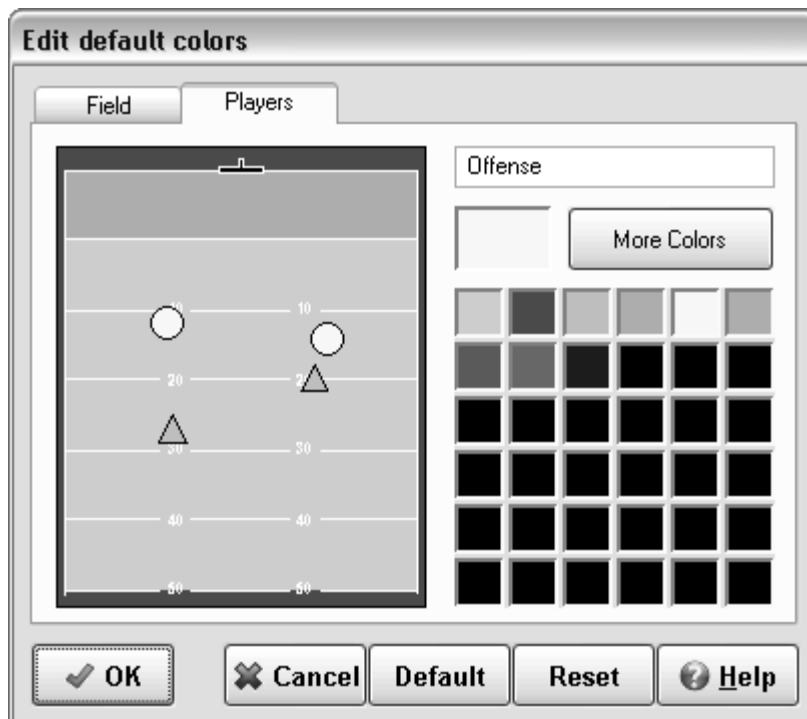 Edit default colors
Field Players
Offense
More Colors
10 10
20 2
30 30
40 40
50 50
OK Cancel Default Reset Help